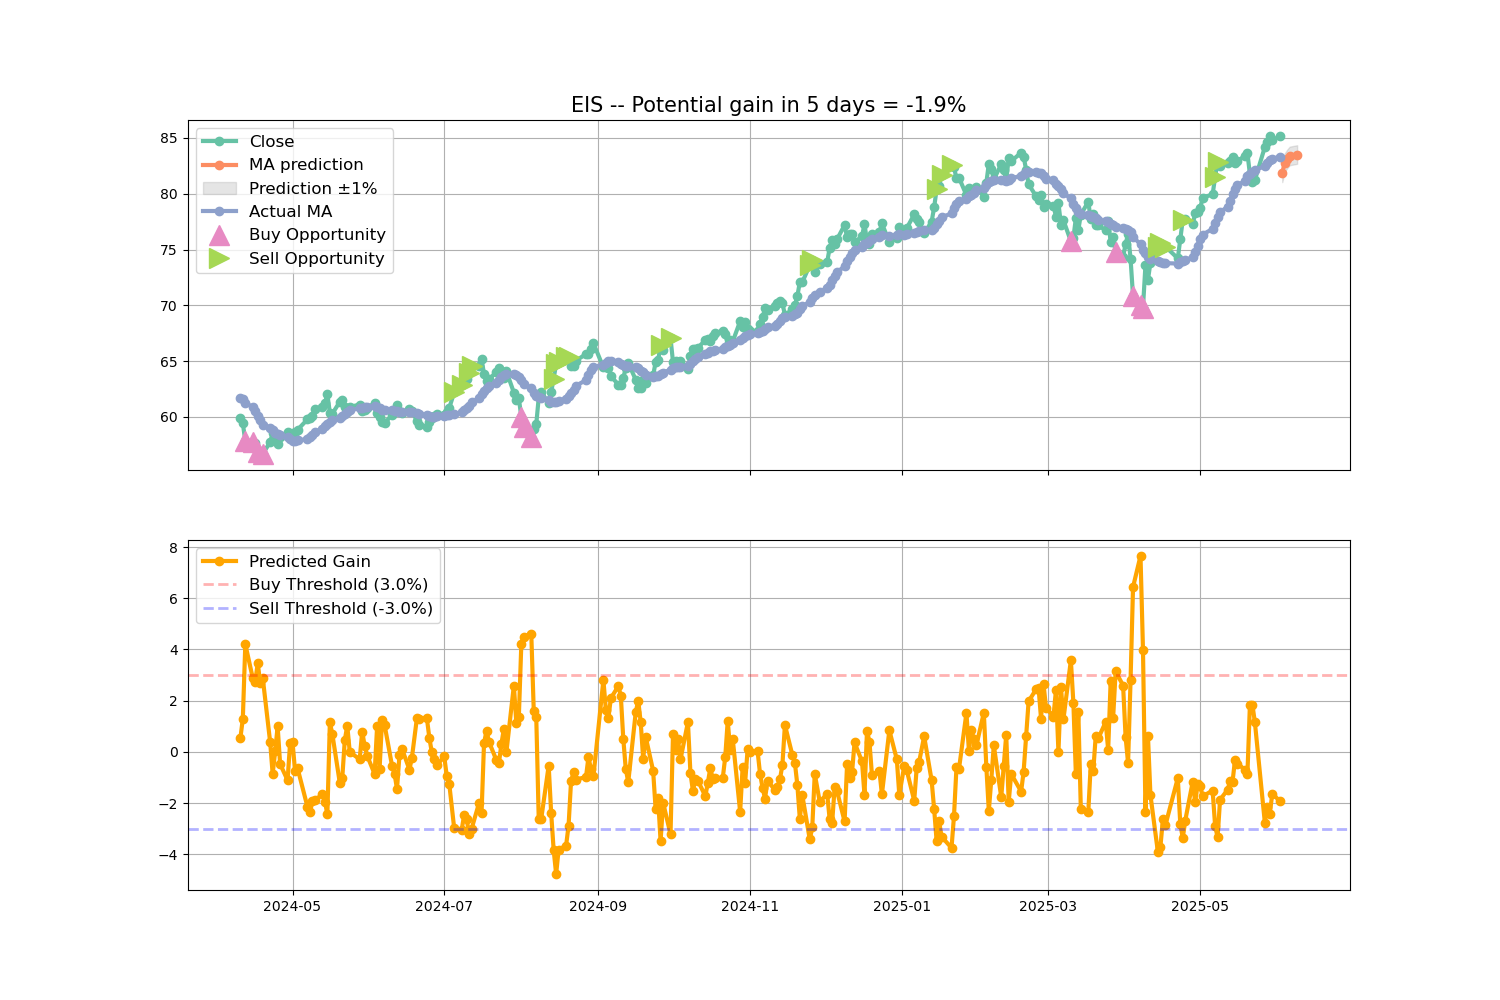 EIS -- Potential gain in 5 days = -1.9%
85
80
75
70
65
60
Close
MA prediction
Prediction ±1%
Actual MA
Buy Opportunity
Sell Opportunity
8
6
4
2
0
−2
−4
Predicted Gain
Buy Threshold (3.0%)
Sell Threshold (-3.0%)
2024-05 2024-07 2024-09 2024-11 2025-01 2025-03 2025-05